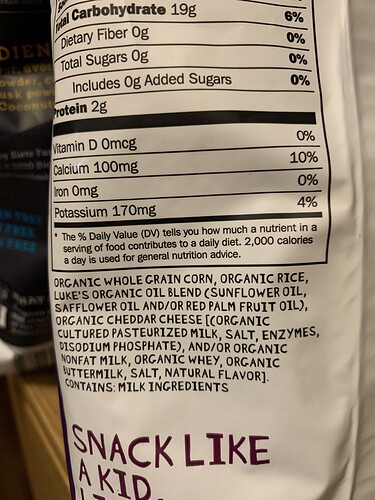 Total Carbohydrate 19g 6%
Dietary Fiber 0g 0%
Total Sugars 0g 0%
Includes 0g Added Sugars 0%
Protein 2g
Vitamin D 0mcg 0%
Calcium 100mg 10%
Iron 0mg 0%
Potassium 170mg 4%
* The % Daily Value (DV) tells you how much a nutrient in a
serving of food contributes to a daily diet. 2,000 calories
a day is used for general nutrition advice.
ORGANIC WHOLE GRAIN CORN, ORGANIC RICE,
LUKE'S ORGANIC OIL BLEND (SUNFLOWER OIL,
SAFFLOWER OIL AND/OR RED PALM FRUIT OIL),
ORGANIC CHEDDAR CHEESE [(ORGANIC
CULTURED PASTEURIZED MILK, SALT, ENZYMES,
DISODIUM PHOSPHATE), AND/OR ORGANIC
NONFAT MILK, ORGANIC WHEY, ORGANIC
BUTTERMILK, SALT, NATURAL FLAVOR].
CONTAINS: MILK INGREDIENTS
SNACK LIKE
A KID.